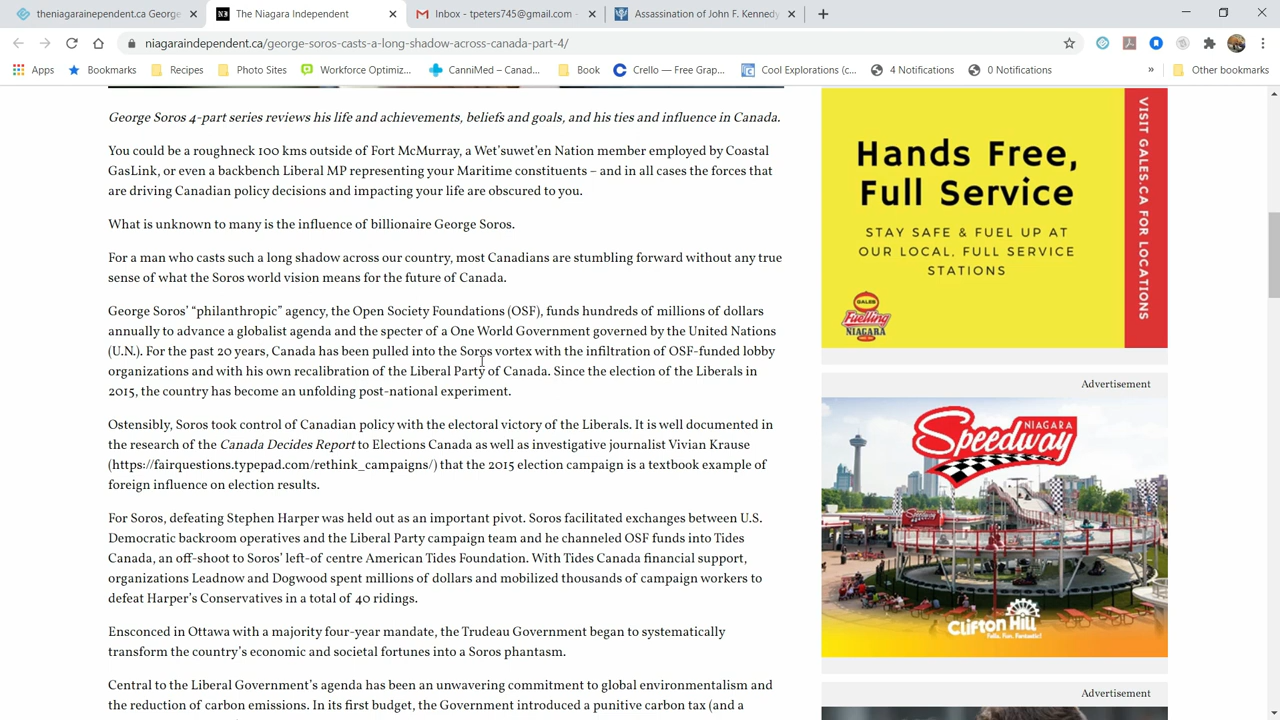 theniagaraindependent.ca George
The Niagara Independent
Inbox - tpeters745@gmail.com -
Assassination of John F. Kennedy
niagaraindependent.ca/george-soros-casts-a-long-shadow-across-canada-part-4/
Apps
Bookmarks
Recipes
Photo Sites
Workforce Optimiz...
CanniMed – Canad...
Book
Crello — Free Grap...
Cool Explorations (c...
4 Notifications
0 Notifications
»
Other bookmarks
George Soros 4-part series reviews his life and achievements, beliefs and goals, and his ties and influence in Canada.
You could be a roughneck 100 kms outside of Fort McMurray, a Wet'suwet'en Nation member employed by Coastal
GasLink, or even a backbench Liberal MP representing your Maritime constituents – and in all cases the forces that
are driving Canadian policy decisions and impacting your life are obscured to you.
What is unknown to many is the influence of billionaire George Soros.
For a man who casts such a long shadow across our country, most Canadians are stumbling forward without any true
sense of what the Soros world vision means for the future of Canada.
George Soros' “philanthropic” agency, the Open Society Foundations (OSF), funds hundreds of millions of dollars
annually to advance a globalist agenda and the specter of a One World Government governed by the United Nations
(U.N.). For the past 20 years, Canada has been pulled into the Soros vortex with the infiltration of OSF-funded lobby
organizations and with his own recalibration of the Liberal Party of Canada. Since the election of the Liberals in
2015, the country has become an unfolding post-national experiment.
Ostensibly, Soros took control of Canadian policy with the electoral victory of the Liberals. It is well documented in
the research of the Canada Decides Report to Elections Canada as well as investigative journalist Vivian Krause
(https://fairquestions.typepad.com/rethink_campaigns/) that the 2015 election campaign is a textbook example of
foreign influence on election results.
For Soros, defeating Stephen Harper was held out as an important pivot. Soros facilitated exchanges between U.S.
Democratic backroom operatives and the Liberal Party campaign team and he channeled OSF funds into Tides
Canada, an off-shoot to Soros' left-of centre American Tides Foundation. With Tides Canada financial support,
organizations Leadnow and Dogwood spent millions of dollars and mobilized thousands of campaign workers to
defeat Harper's Conservatives in a total of 40 ridings.
Ensconced in Ottawa with a majority four-year mandate, the Trudeau Government began to systematically
transform the country's economic and societal fortunes into a Soros phantasm.
Central to the Liberal Government's agenda has been an unwavering commitment to global environmentalism and
the reduction of carbon emissions. In its first budget, the Government introduced a punitive carbon tax (and a
Hands Free,
Full Service
STAY SAFE & FUEL UP AT
OUR LOCAL, FULL SERVICE
STATIONS
GALES
Fuelling
NIAGARA
VISIT GALES.CA FOR LOCATIONS
Advertisement
NIAGARA
Speedway
Speedway
CLIFTON HILL
Falls. Fun. Fantastic!
Advertisement